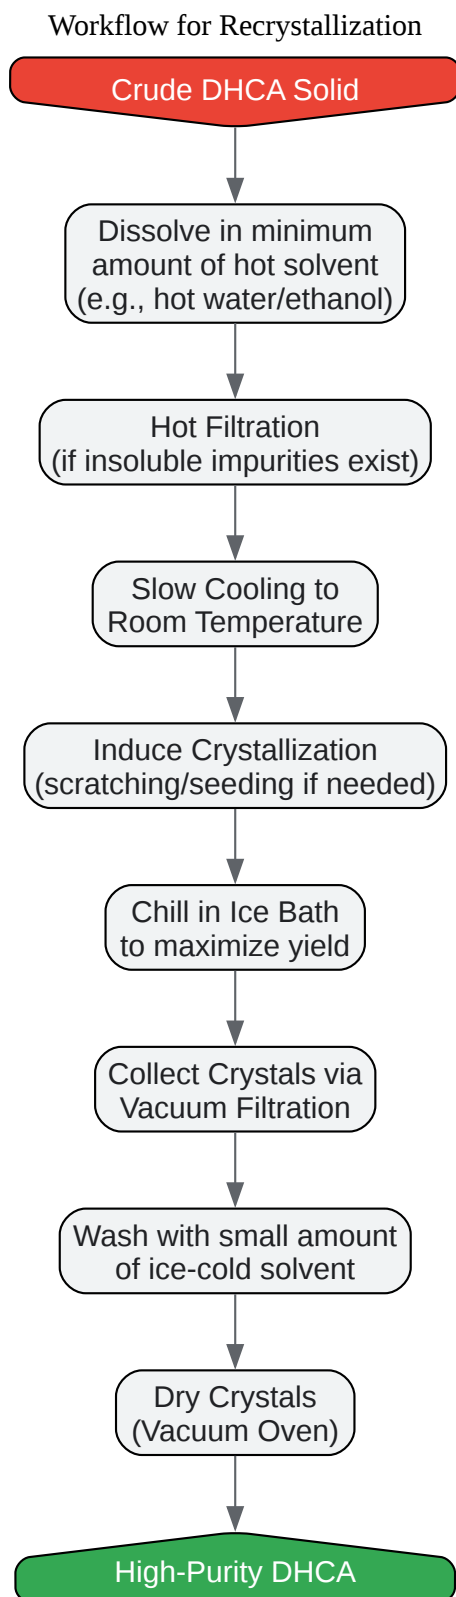 Workflow for Recrystallization
Crude DHCA Solid
Dissolve in minimum
amount of hot solvent
(e.g., hot water/ethanol)
Hot Filtration
(if insoluble impurities exist)
Slow Cooling to
Room Temperature
Induce Crystallization
(scratching/seeding if needed)
Chill in Ice Bath
to maximize yield
Collect Crystals via
Vacuum Filtration
Wash with small amount
of ice-cold solvent
Dry Crystals
(Vacuum Oven)
High-Purity DHCA